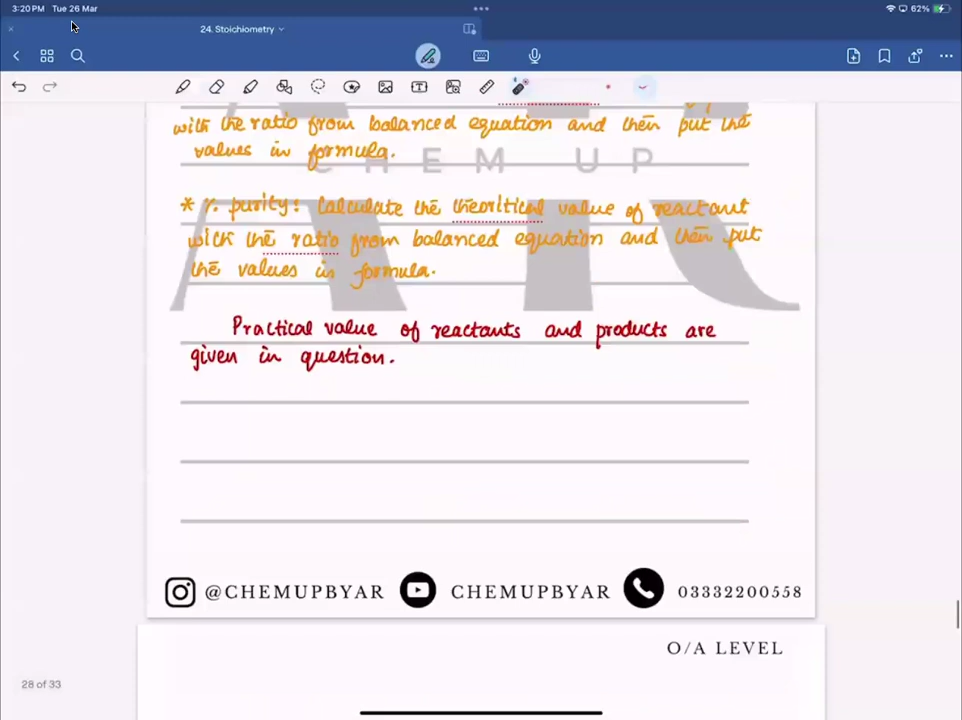 3:20PM Tue 26 Mar
62%
24. Stoichiometry
with the ratio from balanced equation and then put the
values in formula.
CHEM UP
* % purity: Calculate the theoritical value of reactant
with the ratio from balanced equation and then put
the values in formula.
Practical value of reactants and products are
given in question.
@CHEMUPBYAR CHEMUPBYAR 03332200558
O/A LEVEL
28 of 33